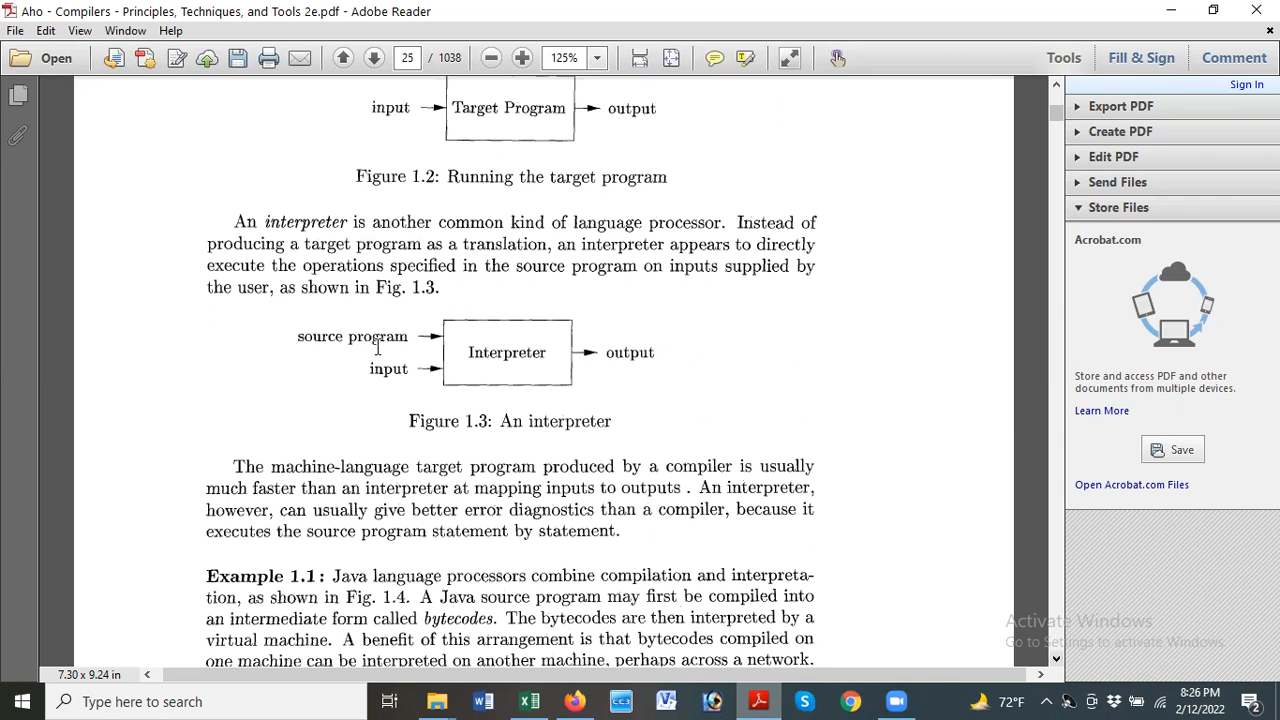 Aho - Compilers - Principles, Techniques, and Tools 2e.pdf - Adobe Reader
File Edit View Window Help
Open 25 / 1038 125% Tools Fill & Sign Comment
Sign In
input Target Program output
Figure 1.2: Running the target program
An interpreter is another common kind of language processor. Instead of
producing a target program as a translation, an interpreter appears to directly
execute the operations specified in the source program on inputs supplied by
the user, as shown in Fig. 1.3.
source program
input
Interpreter
output
Figure 1.3: An interpreter
The machine-language target program produced by a compiler is usually
much faster than an interpreter at mapping inputs to outputs . An interpreter,
however, can usually give better error diagnostics than a compiler, because it
executes the source program statement by statement.
Example 1.1: Java language processors combine compilation and interpreta-
tion, as shown in Fig. 1.4. A Java source program may first be compiled into
an intermediate form called bytecodes. The bytecodes are then interpreted by a
virtual machine. A benefit of this arrangement is that bytecodes compiled on
one machine can be interpreted on another machine, perhaps across a network.
Export PDF
Create PDF
Edit PDF
Send Files
Store Files
Acrobat.com
Store and access PDF and other
documents from multiple devices.
Learn More
Save
Open Acrobat.com Files
Activate Windows
Go to Settings to activate Windows.
7.30 x 9.24 in
Type here to search
CC3
72°F
8:26 PM
2/12/2022
2